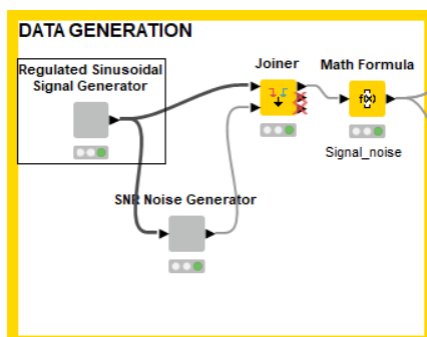 DATA GENERATION
Regulated Sinusoidal
Signal Generator
Joiner
Math Formula
f(x)
Signal_noise
SNR Noise Generator